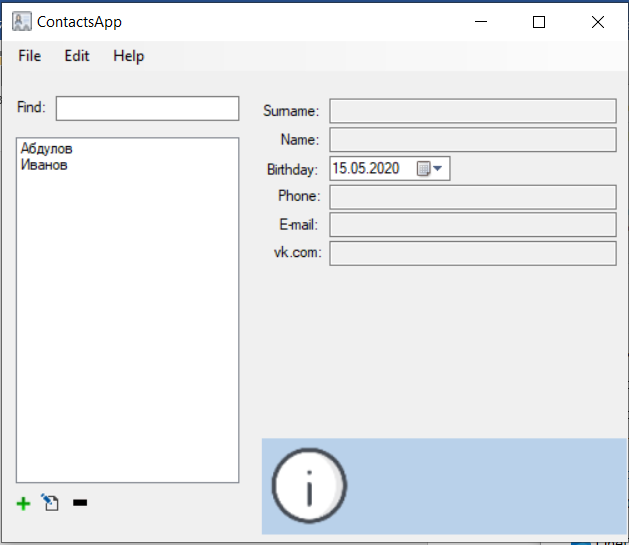 ContactsApp
File Edit Help
Find:
Абдулов
Иванов
Surname:
Name:
Birthday: 15.05.2020
Phone:
E-mail:
vk.com:
i